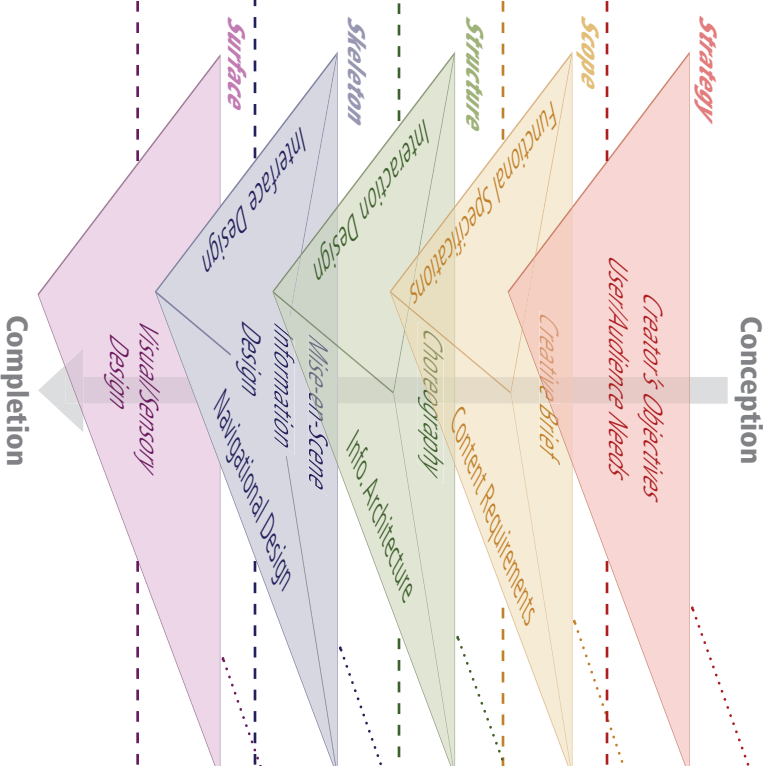 Conception
Strategy
Creator's Objectives
User/Audience Needs
Scope
Functional Specifications
Creative Brief
Content Requirements
Structure
Interaction Design
Choreography
Info. Architecture
Skeleton
Interface Design
Mise-en-Scene
Information
Design
Navigational Design
Surface
Visual/Sensory
Design
Completion